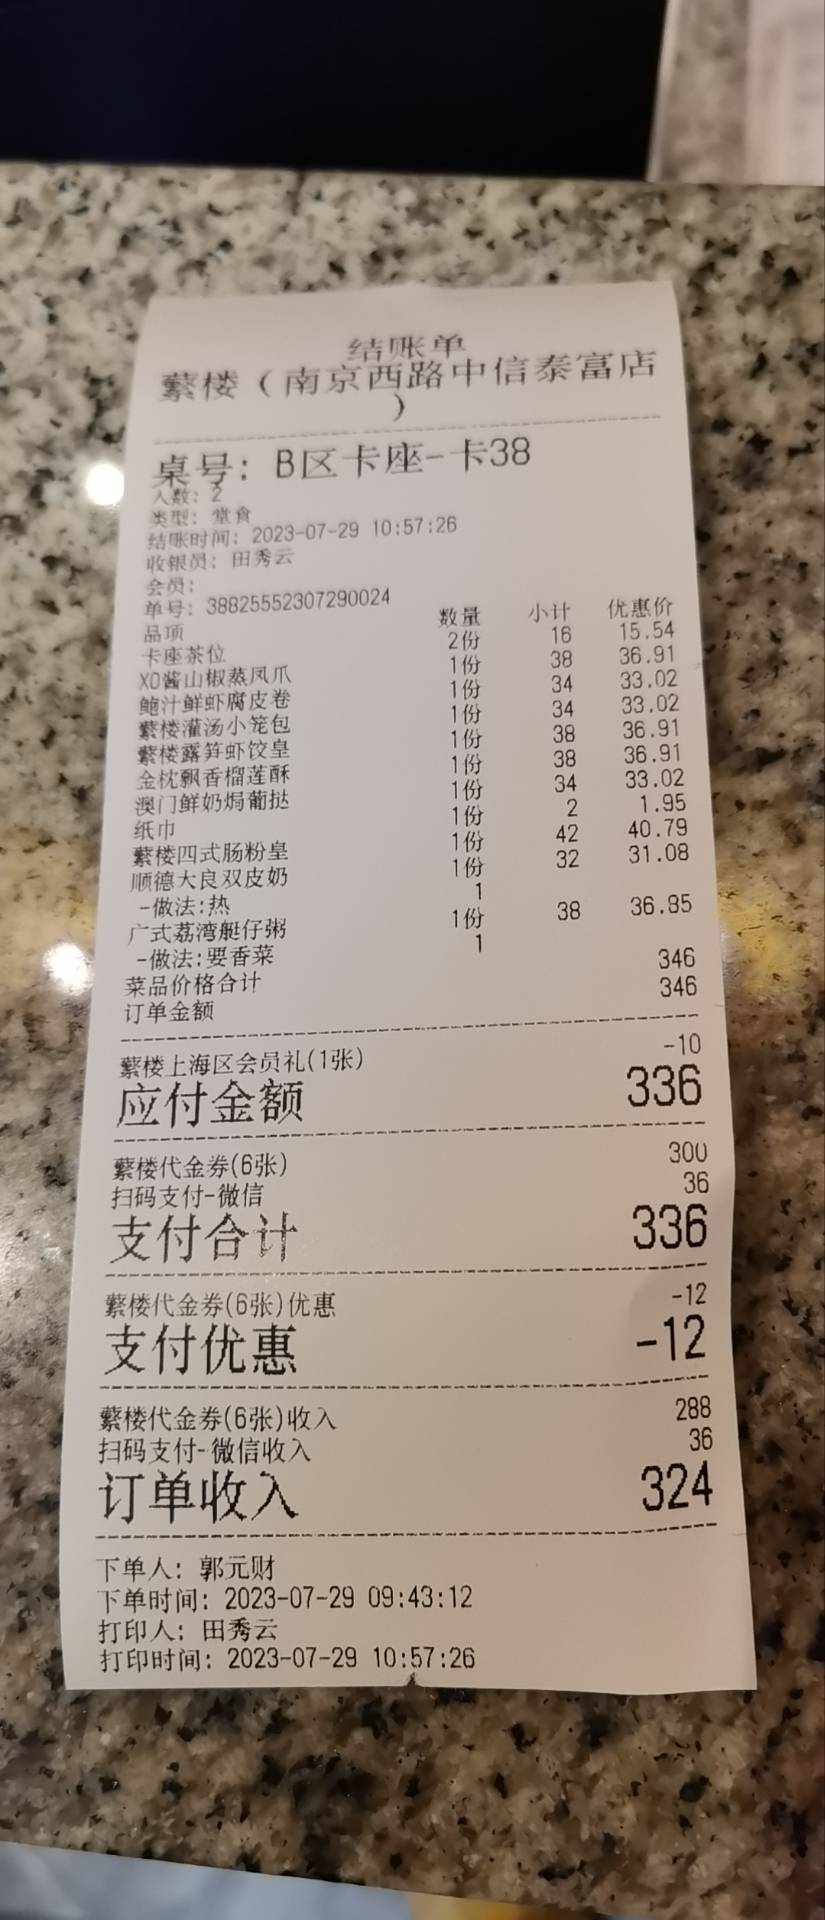 结账单
蘩楼（南京西路中信泰富店
）
桌号：B区卡座-卡38
人数：2
类型：堂食
结账时间：2023-07-29 10:57:26
收银员：田秀云
会员：
单号：38825552307290024
品项 数量 小计 优惠价
卡座茶位 2份 16 15.54
XO酱山椒蒸凤爪 1份 38 36.91
鲍汁鲜虾腐皮卷 1份 34 33.02
蘩楼灌汤小笼包 1份 34 33.02
蘩楼露笋虾饺皇 1份 38 36.91
金枕飘香榴莲酥 1份 38 36.91
澳门鲜奶焗葡挞 1份 34 33.02
纸巾 1份 2 1.95
蘩楼四式肠粉皇 1份 42 40.79
顺德大良双皮奶 1份 32 31.08
-做法:热 1
广式荔湾艇仔粥 1份 38 36.85
-做法:要香菜 1
菜品价格合计 346
订单金额 346
蘩楼上海区会员礼(1张) -10
应付金额 336
蘩楼代金券(6张) 300
扫码支付-微信 36
支付合计 336
蘩楼代金券(6张)优惠 -12
支付优惠 -12
蘩楼代金券(6张)收入 288
扫码支付-微信收入 36
订单收入 324
下单人：郭元财
下单时间：2023-07-29 09:43:12
打印人：田秀云
打印时间：2023-07-29 10:57:26